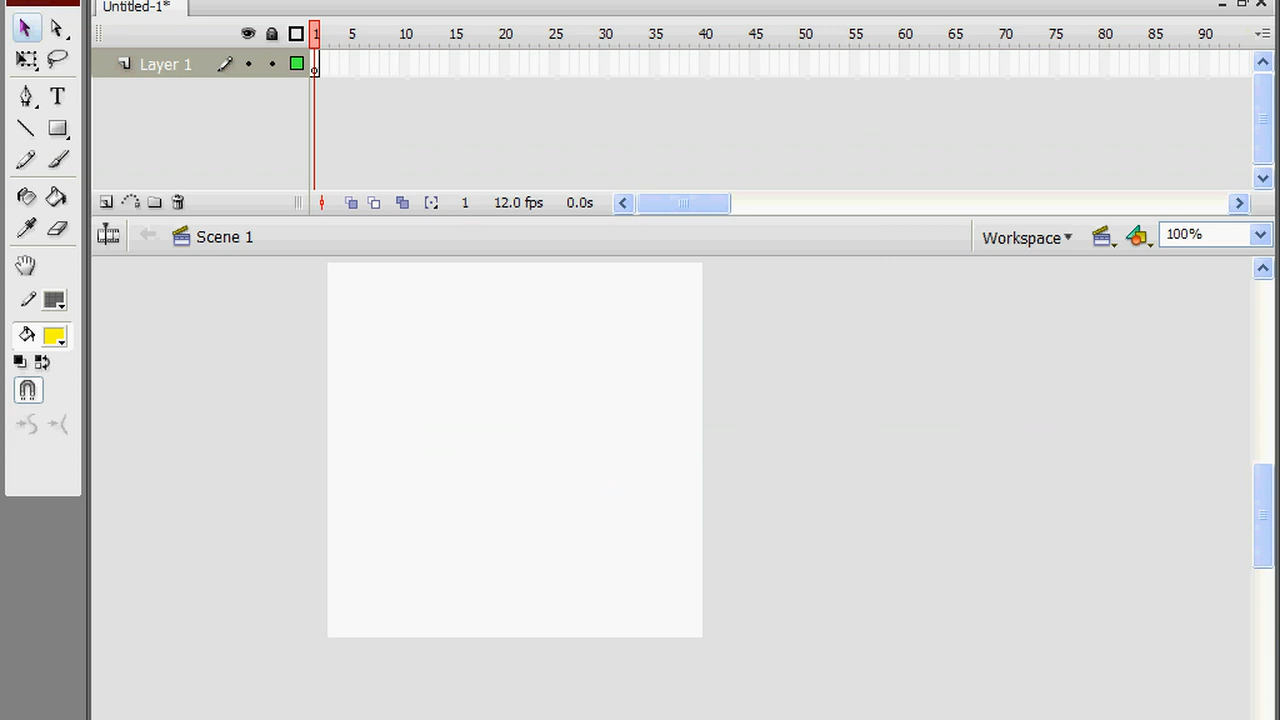 Untitled-1*
1 5 10 15 20 25 30 35 40 45 50 55 60 65 70 75 80 85 90
Layer 1
T
1 12.0 fps 0.0s
Scene 1 Workspace 100%